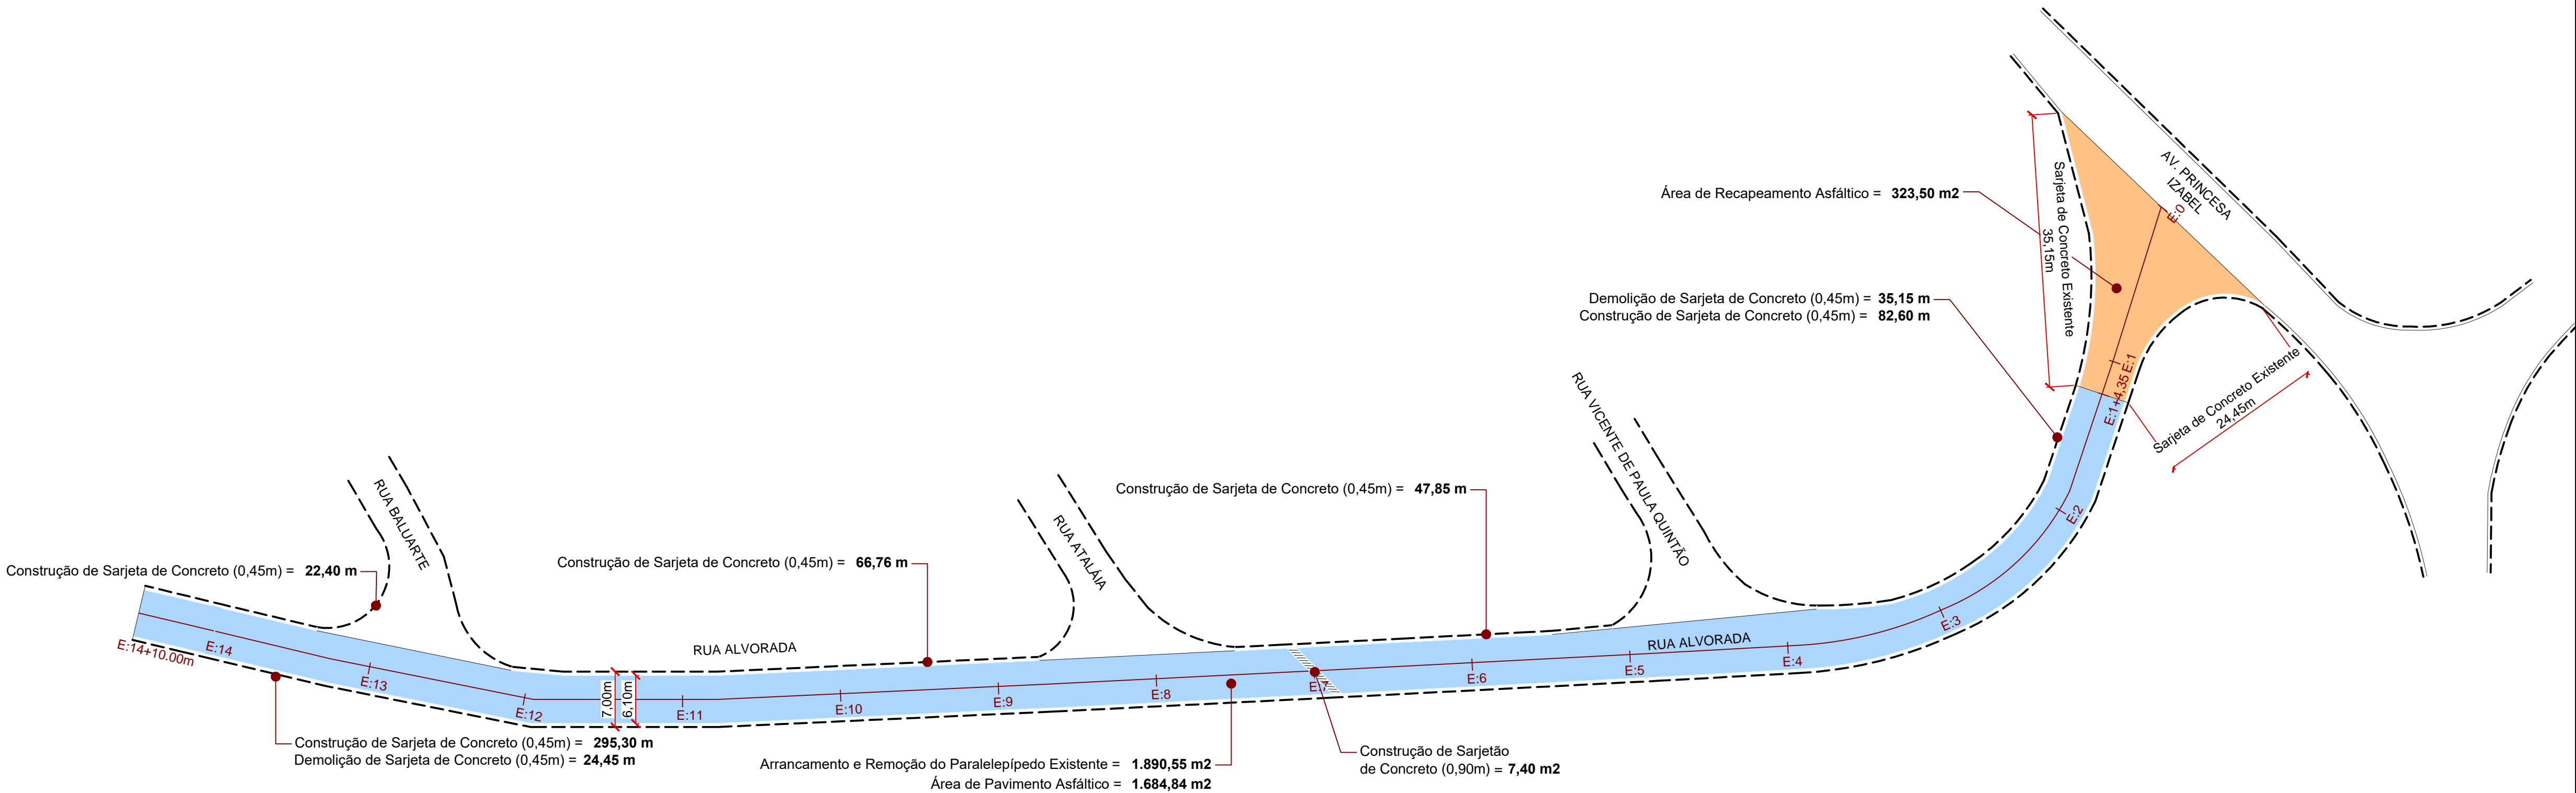 AV. PRINCESA
IZABEL
E:0
Área de Recapeamento Asfáltico = 323,50 m2
Sarjeta de Concreto Existente
35,15m
Demolição de Sarjeta de Concreto (0,45m) = 35,15 m
Construção de Sarjeta de Concreto (0,45m) = 82,60 m
E:1
E:1+4,35
Sarjeta de Concreto Existente
24,45m
RUA VICENTE DE PAULA QUINTÃO
Construção de Sarjeta de Concreto (0,45m) = 47,85 m
RUA BALUARTE
RUA ATALÁIA
E:2
Construção de Sarjeta de Concreto (0,45m) = 66,76 m
Construção de Sarjeta de Concreto (0,45m) = 22,40 m
E:3
RUA ALVORADA
RUA ALVORADA
E:14+10.00m
E:14
E:13
E:12
7,00m
6,10m
E:11
E:10
E:9
E:8
E:7
E:6
E:5
E:4
Construção de Sarjeta de Concreto (0,45m) = 295,30 m
Demolição de Sarjeta de Concreto (0,45m) = 24,45 m
Arrancamento e Remoção do Paralelepípedo Existente = 1.890,55 m2
Área de Pavimento Asfáltico = 1.684,84 m2
Construção de Sarjetão
de Concreto (0,90m) = 7,40 m2